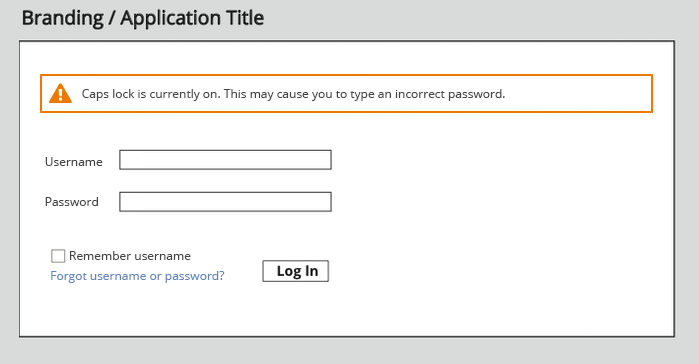 Branding / Application Title
Caps lock is currently on. This may cause you to type an incorrect password.
Username
Password
Remember username
Forgot username or password?
Log In